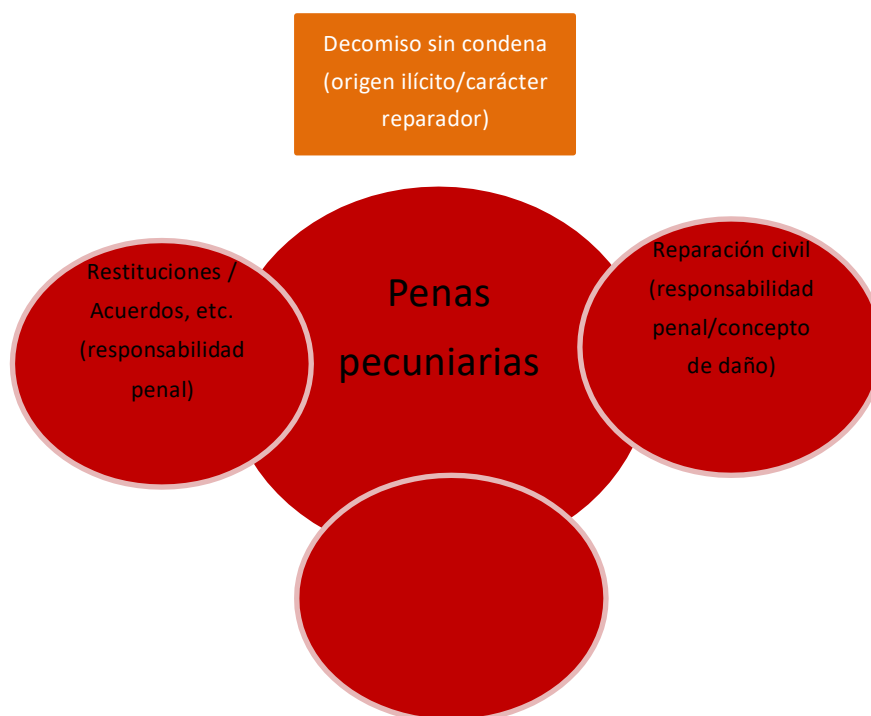 Decomiso sin condena
(origen ilícito/carácter
reparador)
Restituciones /
Acuerdos, etc.
(responsabilidad
penal)
Penas
pecuniarias
Reparación civil
(responsabilidad
penal/concepto
de daño)